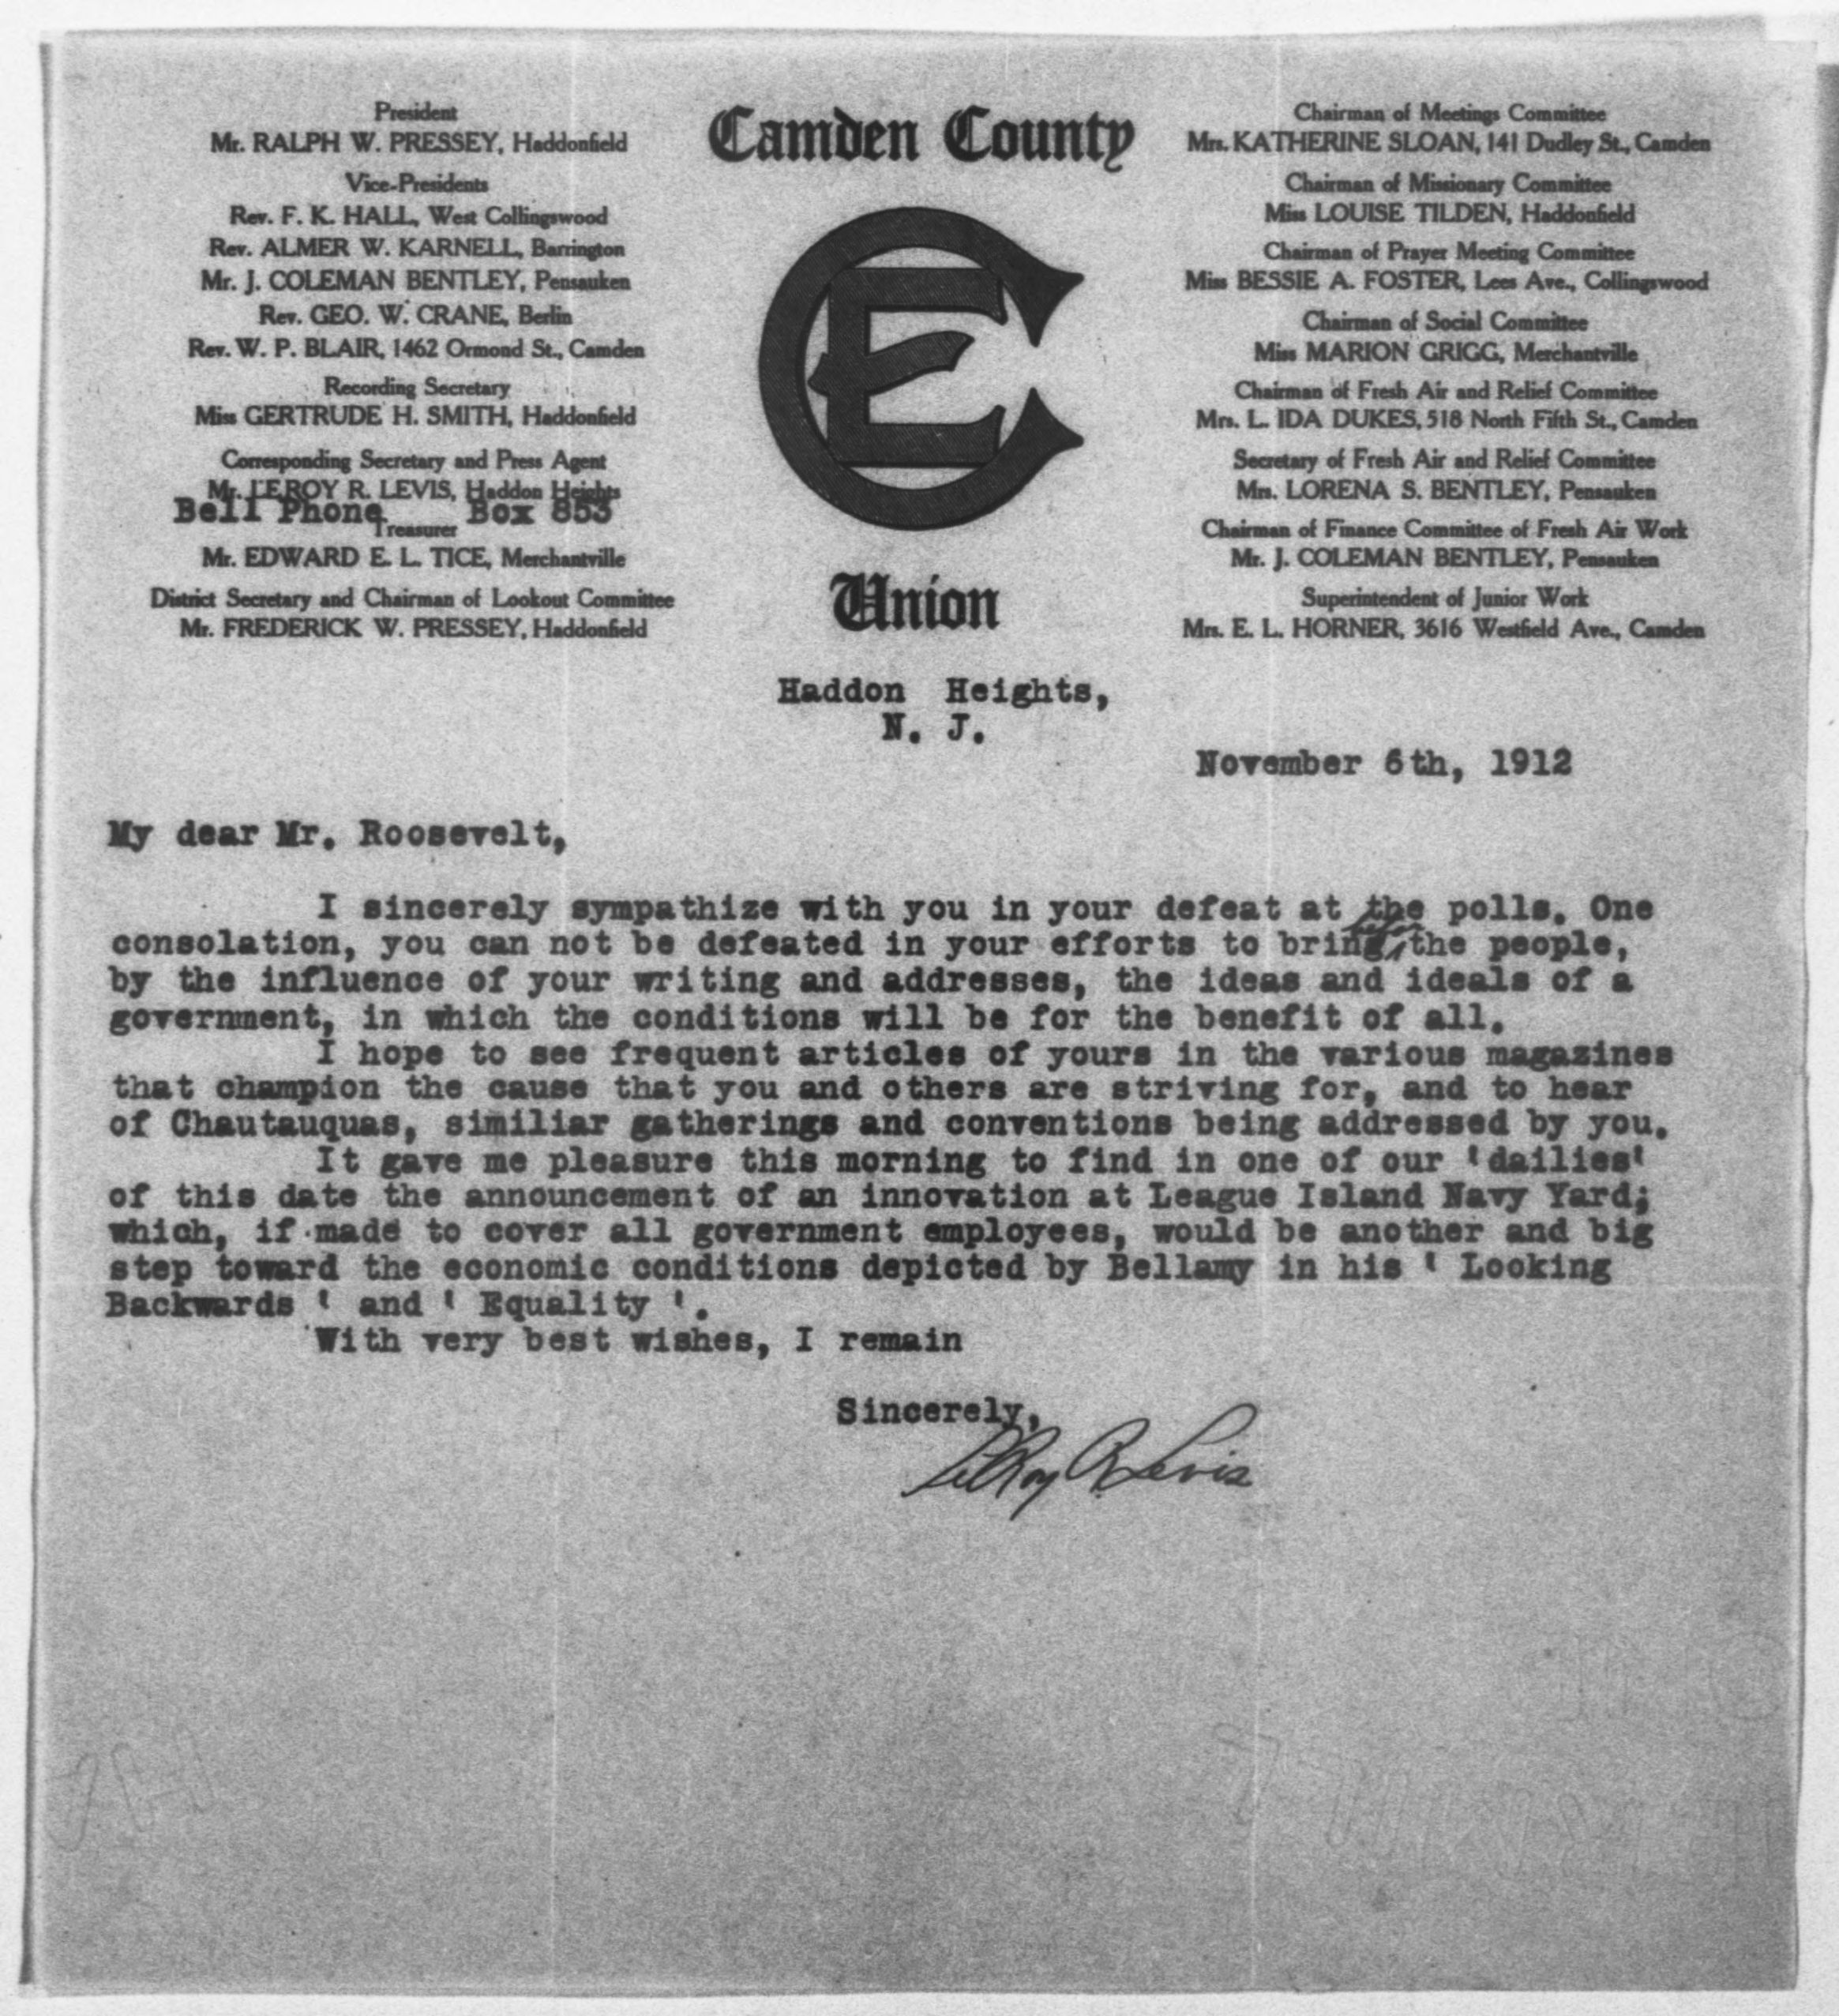 President
Mr. RALPH W. PRESSEY, Haddonfield
Vice-Presidents
Rev. F. K. HALL, West Collingswood
Rev. ALMER W. KARNELL, Barrington
Mr. J. COLEMAN BENTLEY, Pensauken
Rev. GEO. W. CRANE, Berlin
Rev. W. P. BLAIR, 1462 Ormond St., Camden
Recording Secretary
Miss GERTRUDE H. SMITH, Haddonfield
Corresponding Secretary and Press Agent
Mr. LEROY R. LEVIS, Haddon Heights
Bell Phone Box 853
Treasurer
Mr. EDWARD E. L. TICE, Merchantville
District Secretary and Chairman of Lookout Committee
Mr. FREDERICK W. PRESSEY, Haddonfield
Camden County
CE
Union
Chairman of Meetings Committee
Mrs. KATHERINE SLOAN, 141 Dudley St., Camden
Chairman of Missionary Committee
Miss LOUISE TILDEN, Haddonfield
Chairman of Prayer Meeting Committee
Miss BESSIE A. FOSTER, Lees Ave., Collingswood
Chairman of Social Committee
Miss MARION GRIGG, Merchantville
Chairman of Fresh Air and Relief Committee
Mrs. L. IDA DUKES, 518 North Fifth St., Camden
Secretary of Fresh Air and Relief Committee
Mrs. LORENA S. BENTLEY, Pensauken
Chairman of Finance Committee of Fresh Air Work
Mr. J. COLEMAN BENTLEY, Pensauken
Superintendent of Junior Work
Mrs. E. L. HORNER, 3616 Westfield Ave., Camden
Haddon Heights,
N. J.
November 6th, 1912
My dear Mr. Roosevelt,
I sincerely sympathize with you in your defeat at the polls. One
consolation, you can not be defeated in your efforts to bring before the people,
by the influence of your writing and addresses, the ideas and ideals of a
government, in which the conditions will be for the benefit of all.
I hope to see frequent articles of yours in the various magazines
that champion the cause that you and others are striving for, and to hear
of Chautauquas, similiar gatherings and conventions being addressed by you.
It gave me pleasure this morning to find in one of our 'dailies'
of this date the announcement of an innovation at League Island Navy Yard;
which, if made to cover all government employees, would be another and big
step toward the economic conditions depicted by Bellamy in his ' Looking
Backwards ' and ' Equality '.
With very best wishes, I remain
Sincerely,
LeRoy R. Levis